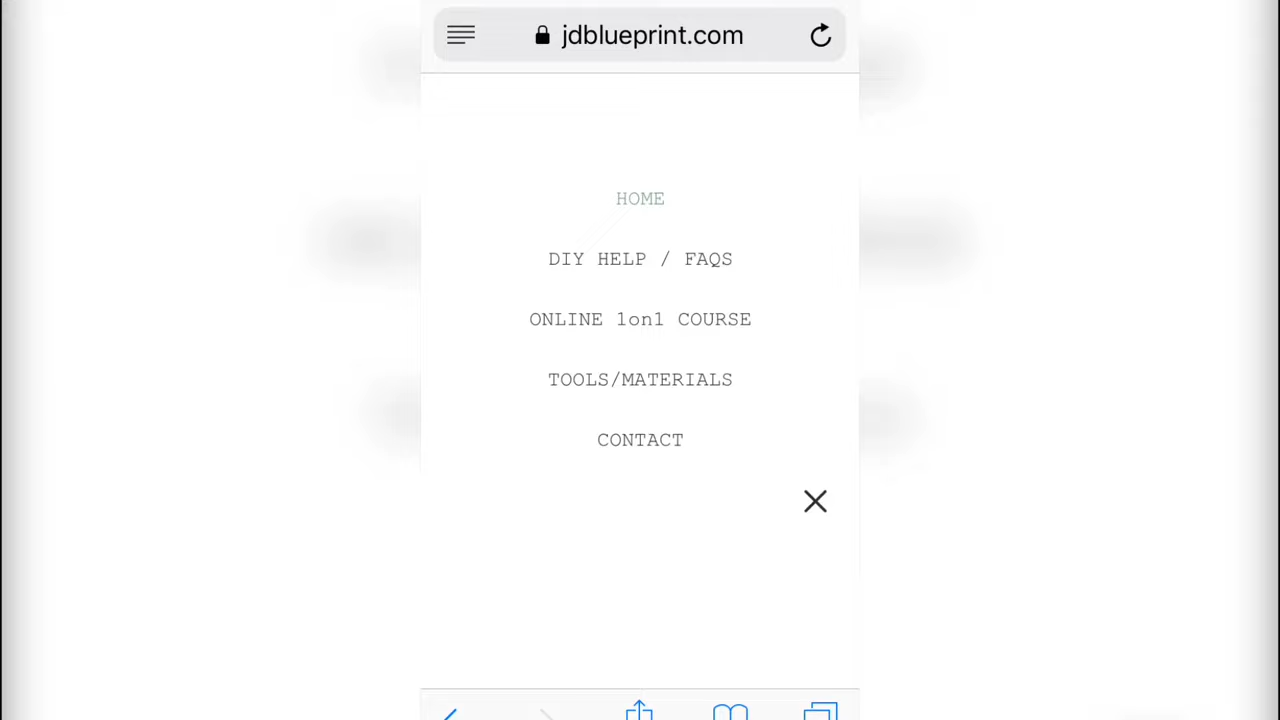 jdblueprint.com
HOME
DIY HELP / FAQS
ONLINE 1on1 COURSE
TOOLS/MATERIALS
CONTACT